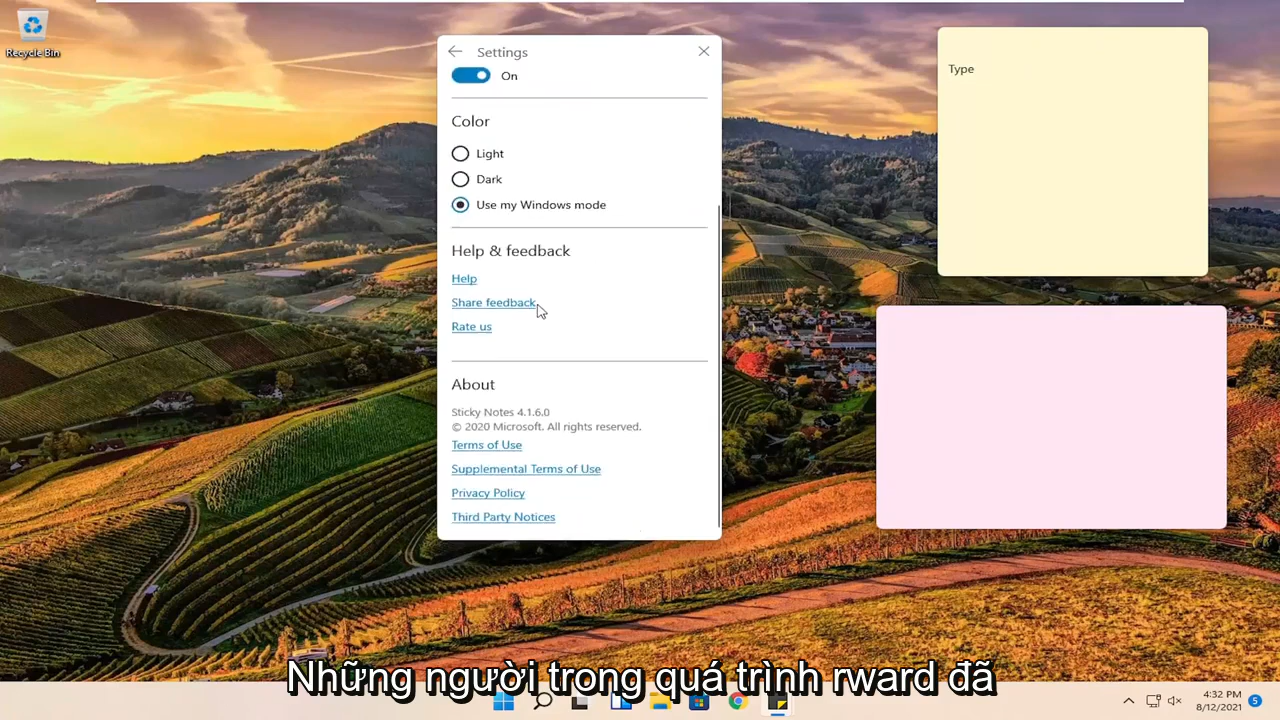 Recycle Bin
Settings
On
Color
Light
Dark
Use my Windows mode
Help & feedback
Help
Share feedback
Rate us
About
Sticky Notes 4.1.6.0
© 2020 Microsoft. All rights reserved.
Terms of Use
Supplemental Terms of Use
Privacy Policy
Third Party Notices
Type
Những người trong quá trình rward đã
4:32 PM
8/12/2021
5